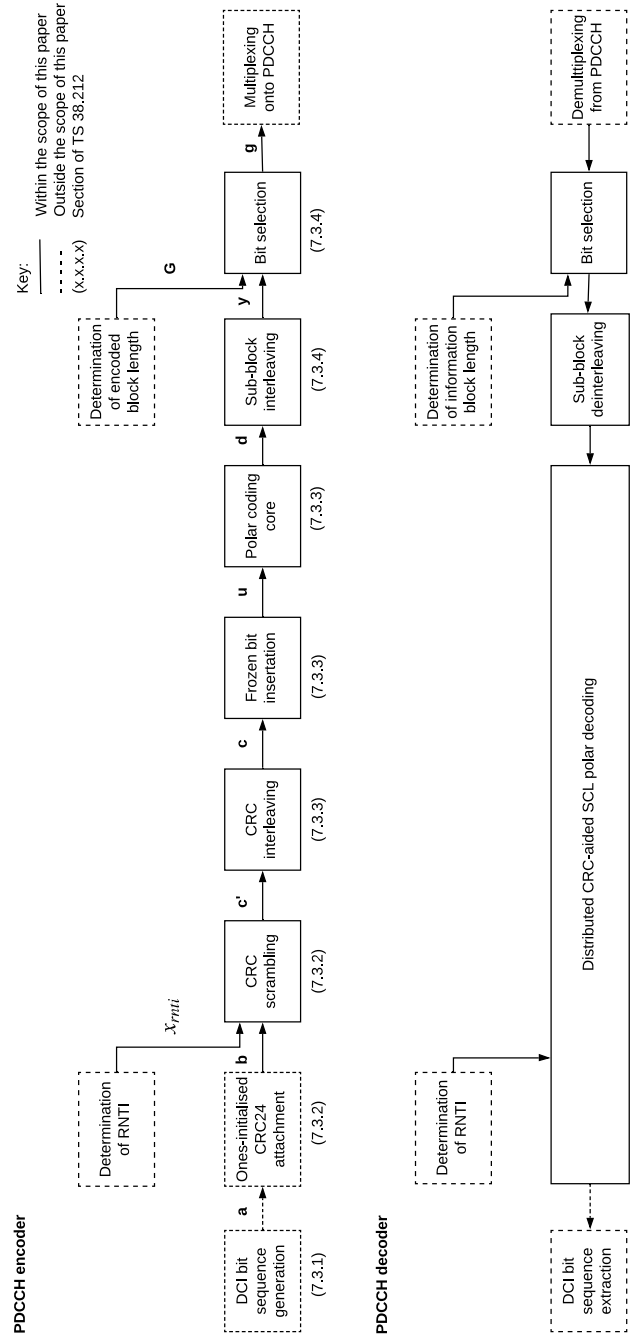 PDCCH encoder
Key:
Within the scope of this paper
Outside the scope of this paper
(x.x.x.x) Section of TS 38.212
Determination
of RNTI
x_rnti
Determination
of encoded
block length
G
DCI bit
sequence
generation
(7.3.1)
a
Ones-initialised
CRC24
attachment
(7.3.2)
b
CRC
scrambling
(7.3.2)
c'
CRC
interleaving
(7.3.3)
c
Frozen bit
insertation
(7.3.3)
u
Polar coding
core
(7.3.3)
d
Sub-block
interleaving
(7.3.4)
y
Bit selection
(7.3.4)
g
Multiplexing
onto PDCCH
PDCCH decoder
Determination
of RNTI
Determination
of information
block length
DCI bit
sequence
extraction
Distributed CRC-aided SCL polar decoding
Sub-block
deinterleaving
Bit selection
Demulttiplexing
from PDCCH